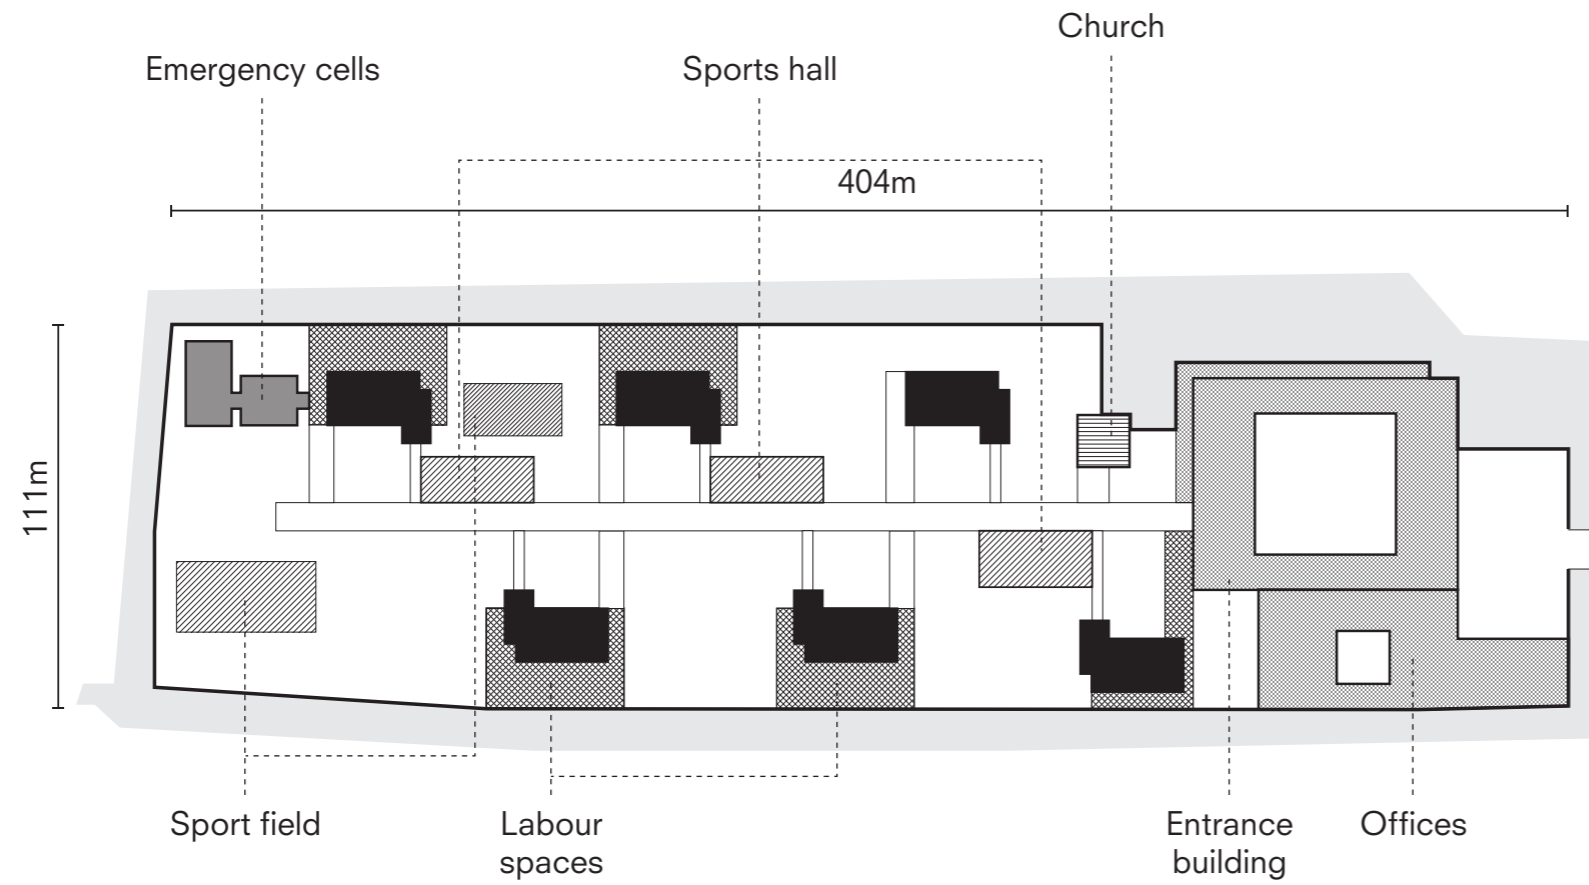 Church
Emergency cells
Sports hall
404m
111m
Sport field
Labour
spaces
Entrance
building
Offices